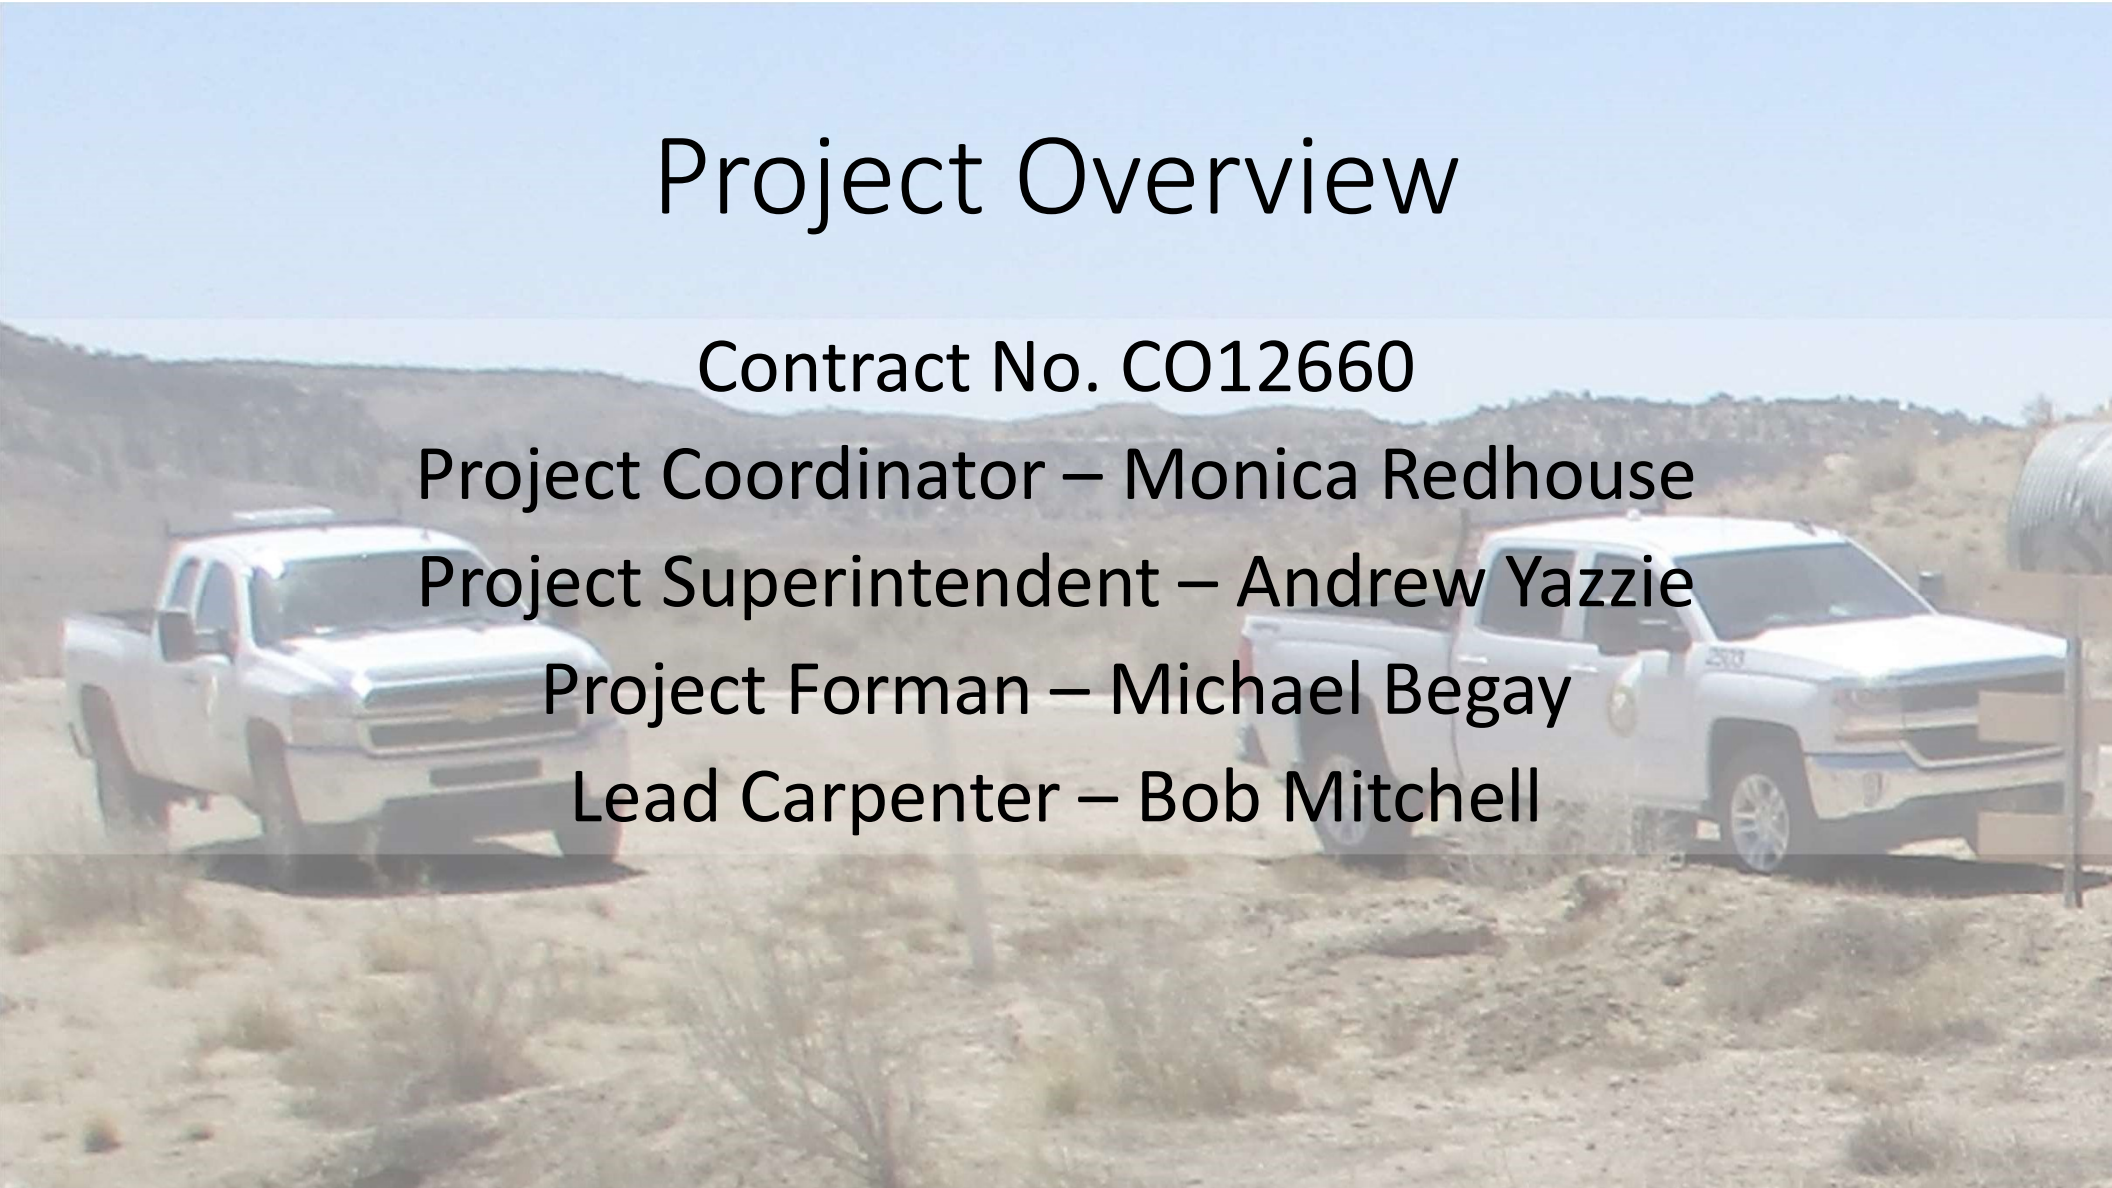 Project Overview
Contract No. CO12660
Project Coordinator – Monica Redhouse
Project Superintendent – Andrew Yazzie
Project Forman – Michael Begay
Lead Carpenter – Bob Mitchell